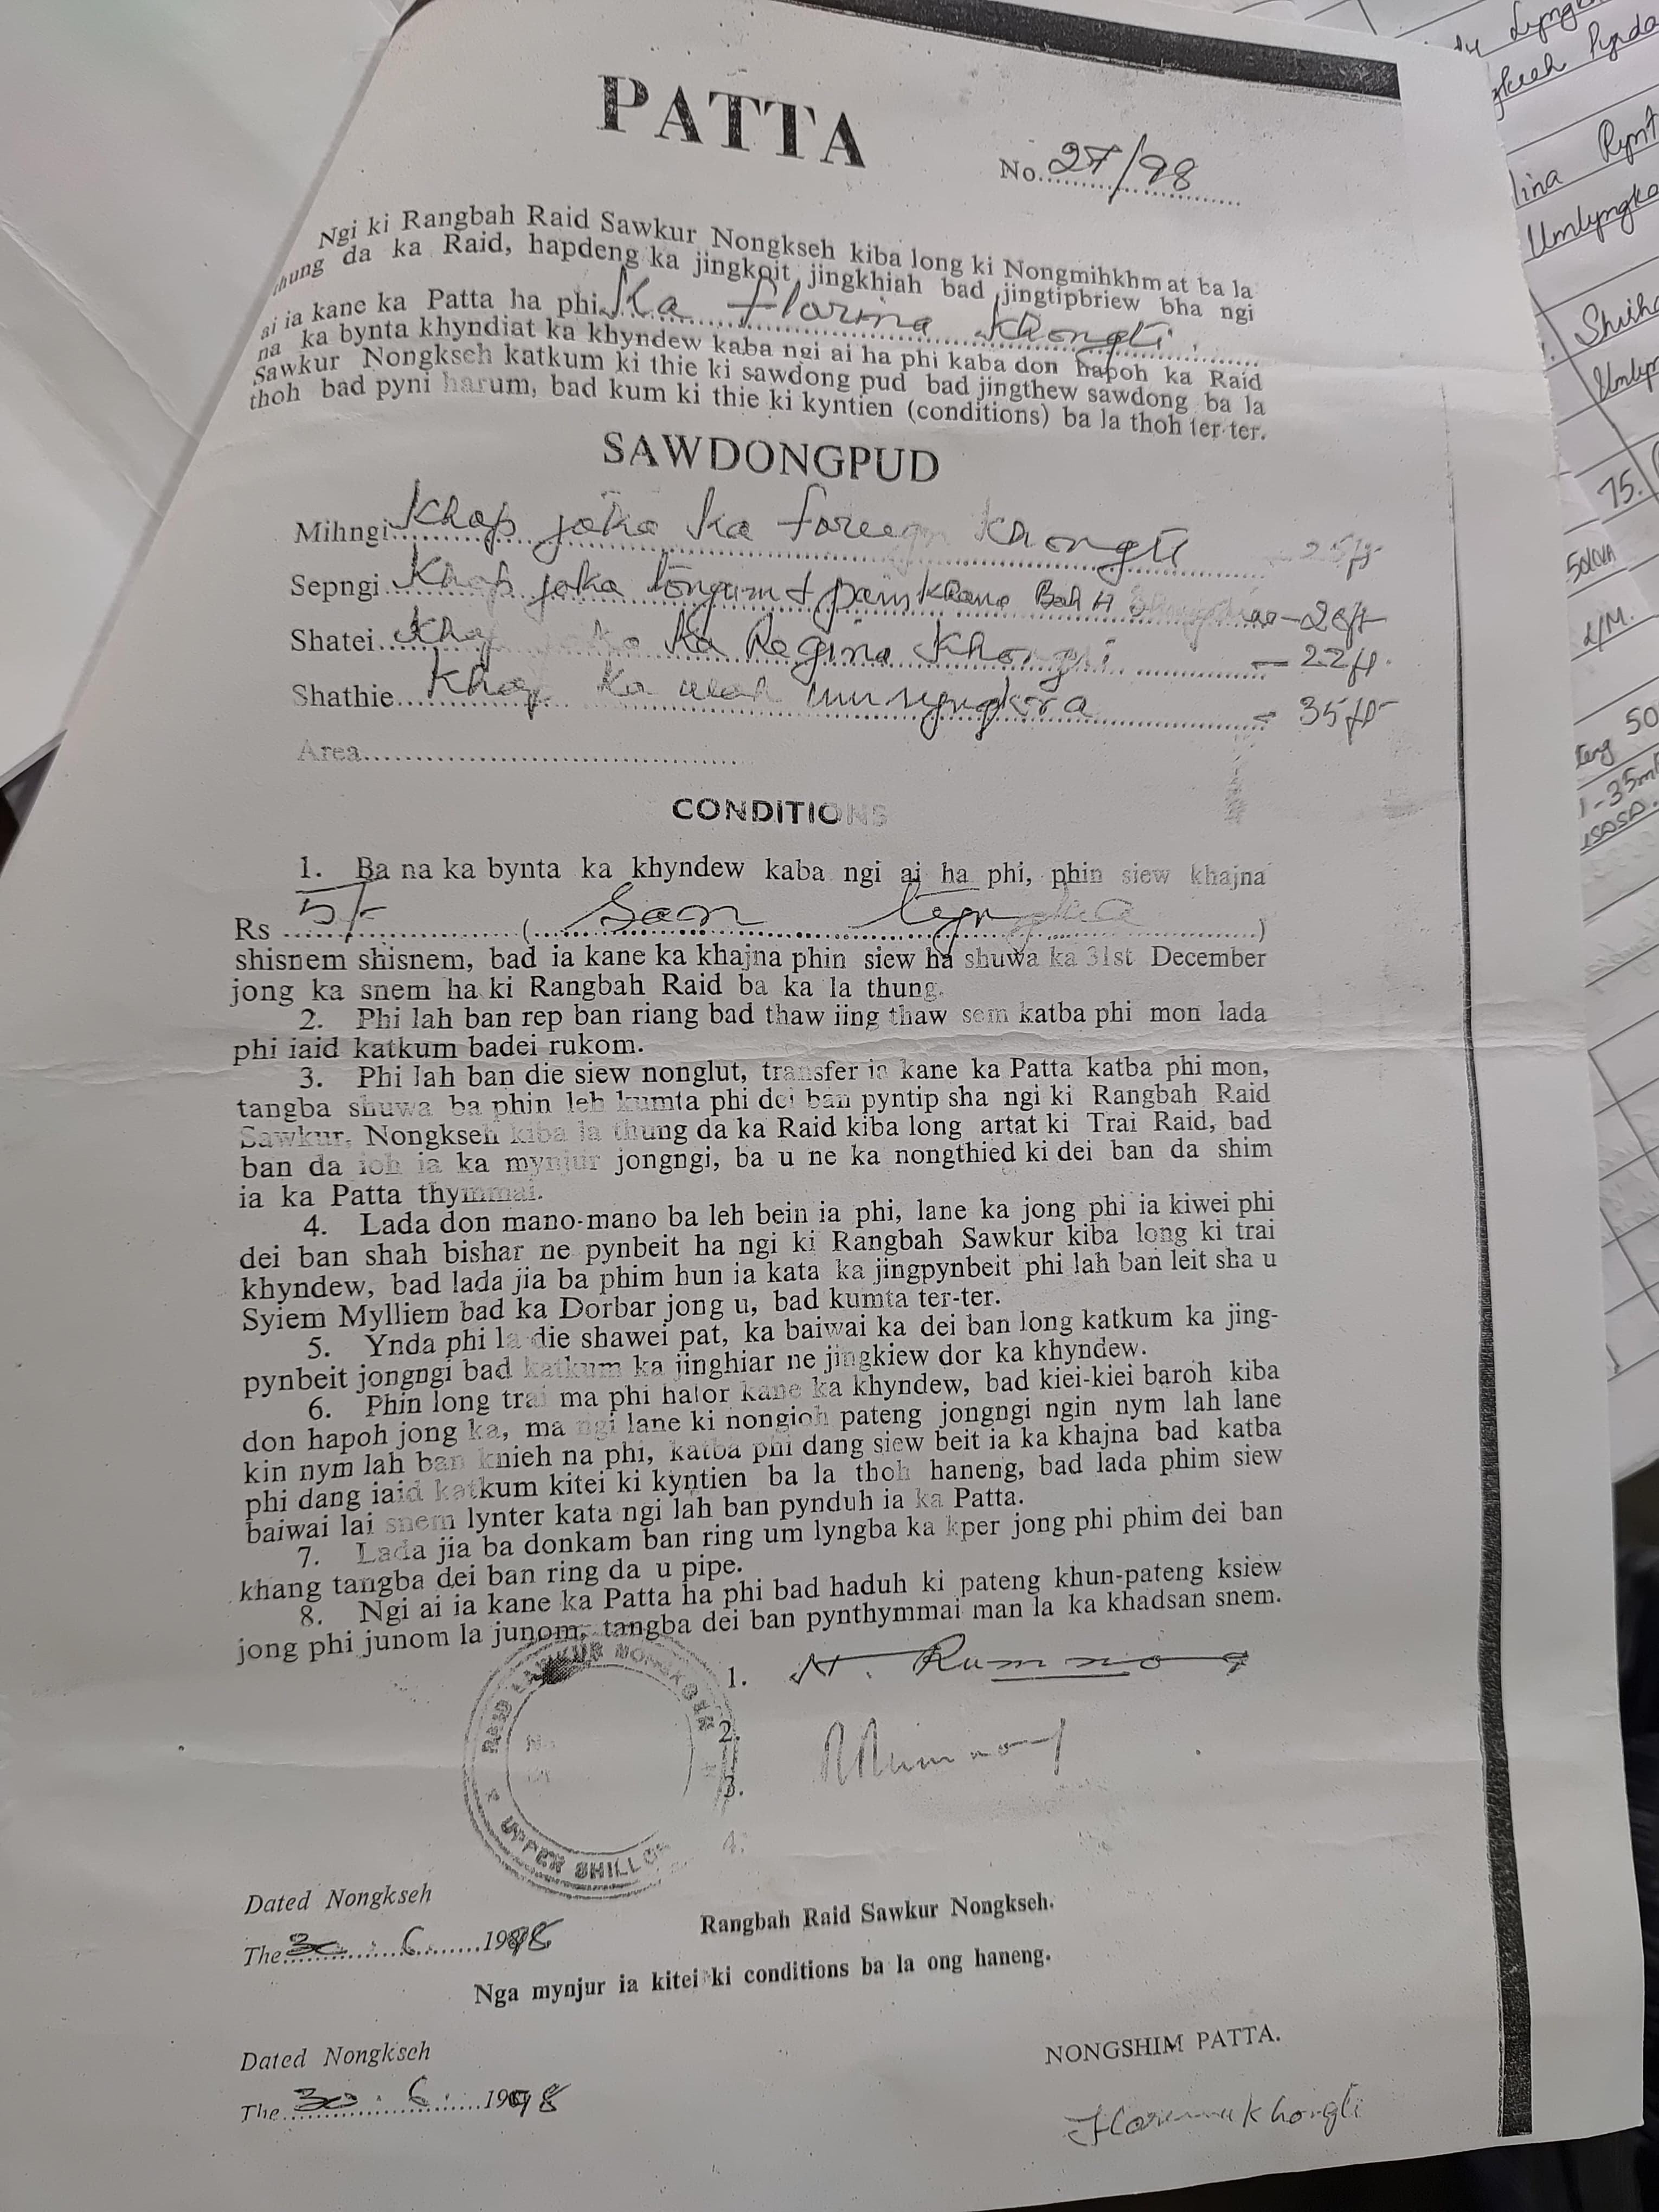 PATTA
No. 27/98
Ngi ki Rangbah Raid Sawkur Nongkseh kiba long ki Nongmihkhmat ba la
thung da ka Raid, hapdeng ka jingkoit jingkhiah bad jingtipbriew bha ngi
ai ia kane ka Patta ha phi Ka Florina Khongli
na ka bynta khyndiat ka khyndew kaba ngi ai ha phi kaba don hapoh ka Raid
Sawkur Nongkseh katkum ki thie ki sawdong pud bad jingthew sawdong ba la
thoh bad pyni harum, bad kum ki thie ki kyntien (conditions) ba la thoh ter-ter.
SAWDONGPUD
Mihngi Khap joka ka Khongli 25ft
Sepngi Khap joka Bah H
Shatei ka Regina Khongli — 22ft.
Shathie Khap ka - 35ft
Area
CONDITIONS
1. Ba na ka bynta ka khyndew kaba ngi ai ha phi, phin siew khajna
Rs 5/- (San tyngka)
shisnem shisnem, bad ia kane ka khajna phin siew ha shuwa ka 31st December
jong ka snem ha ki Rangbah Raid ba ka la thung.
2. Phi lah ban rep ban riang bad thaw iing thaw sem katba phi mon lada
phi iaid katkum badei rukom.
3. Phi lah ban die siew nonglut, transfer ia kane ka Patta katba phi mon,
tangba shuwa ba phin leh kumta phi dei ban pyntip sha ngi ki Rangbah Raid
Sawkur, Nongkseh kiba la thung da ka Raid kiba long artat ki Trai Raid, bad
ban da ioh ia ka mynjur jongngi, ba u ne ka nongthied ki dei ban da shim
ia ka Patta thymmai.
4. Lada don mano-mano ba leh bein ia phi, lane ka jong phi ia kiwei phi
dei ban shah bishar ne pynbeit ha ngi ki Rangbah Sawkur kiba long ki trai
khyndew, bad lada jia ba phim hun ia kata ka jingpynbeit phi lah ban leit sha u
Syiem Mylliem bad ka Dorbar jong u, bad kumta ter-ter.
5. Ynda phi la die shawei pat, ka baiwai ka dei ban long katkum ka jing-
pynbeit jongngi bad katkum ka jinghiar ne jingkiew dor ka khyndew.
6. Phin long trai ma phi halor kane ka khyndew, bad kiei-kiei baroh kiba
don hapoh jong ka, ma ngi lane ki nongioh pateng jongngi ngin nym lah lane
kin nym lah ban knieh na phi, katba phi dang siew beit ia ka khajna bad katba
phi dang iaid katkum kitei ki kyntien ba la thoh haneng, bad lada phim siew
baiwai lai snem lynter kata ngi lah ban pynduh ia ka Patta.
7. Lada jia ba donkam ban ring um lyngba ka kper jong phi phim dei ban
khang tangba dei ban ring da u pipe.
8. Ngi ai ia kane ka Patta ha phi bad haduh ki pateng khun-pateng ksiew
jong phi junom la junom, tangba dei ban pynthymmai man la ka khadsan snem.
RAID SAWKUR NONGKSEH
UPPER SHILLONG
1. N. Rumnong
2.
3.
4.
Dated Nongkseh
The 30. 6. 1998
Rangbah Raid Sawkur Nongkseh.
Nga mynjur ia kitei ki conditions ba la ong haneng.
Dated Nongkseh
The 30. 6. 1998
NONGSHIM PATTA.